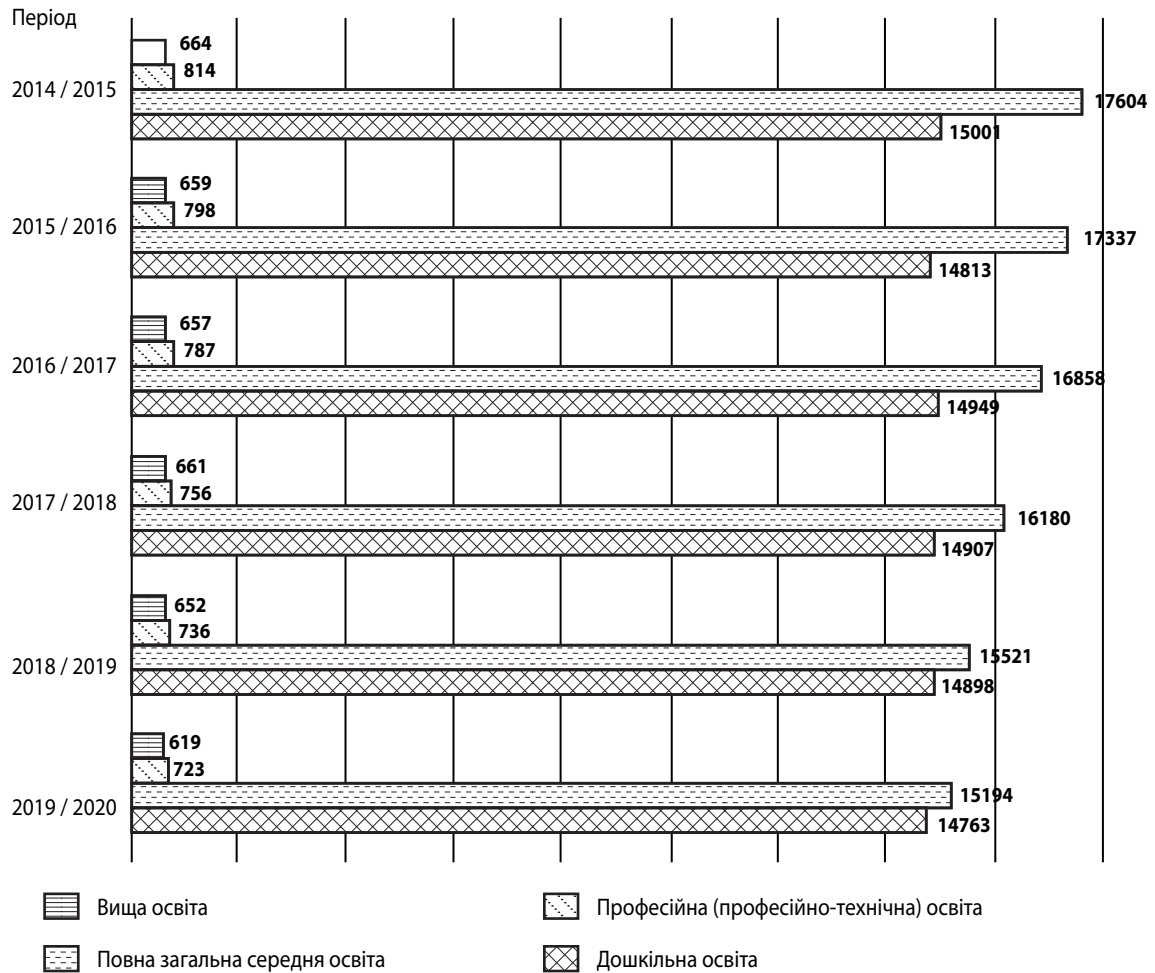 Період
664
814
2014 / 2015
17604
15001
659
798
2015 / 2016
17337
14813
657
787
2016 / 2017
16858
14949
661
756
2017 / 2018
16180
14907
652
736
2018 / 2019
15521
14898
619
723
2019 / 2020
15194
14763
Вища освіта
Професійна (професійно-технічна) освіта
Повна загальна середня освіта
Дошкільна освіта